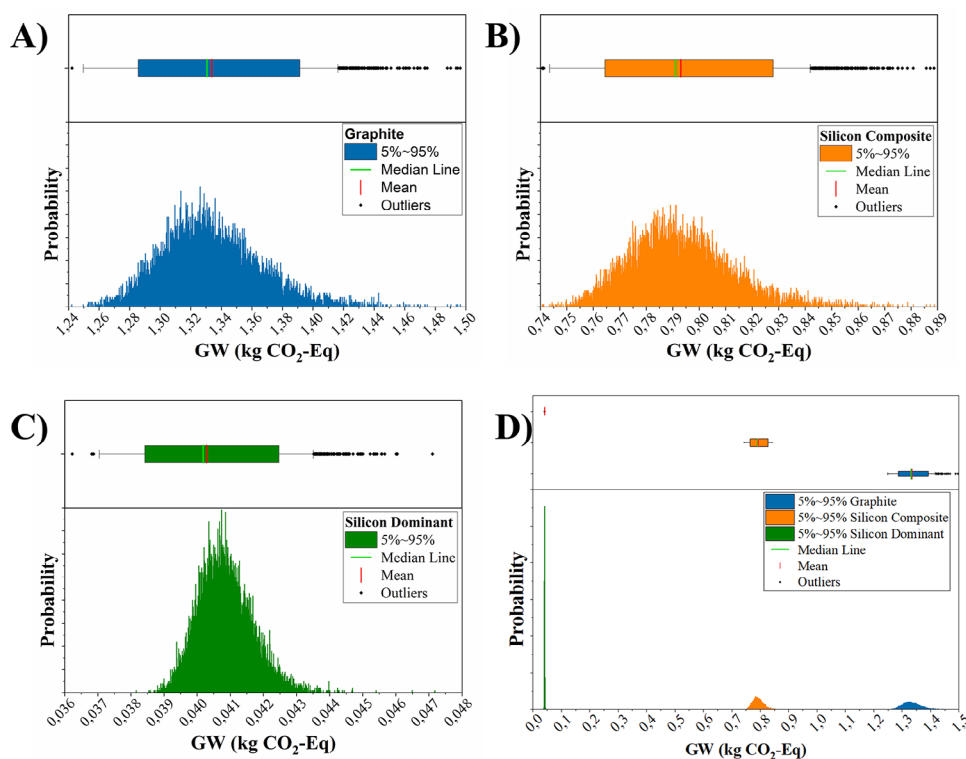 A)
Graphite
5%~95%
Median Line
Mean
Outliers
Probability
1,24 1,26 1,28 1,30 1,32 1,34 1,36 1,38 1,40 1,42 1,44 1,46 1,48 1,50
GW (kg CO2-Eq)
B)
Silicon Composite
5%~95%
Median Line
Mean
Outliers
Probability
0,74 0,75 0,76 0,77 0,78 0,79 0,80 0,81 0,82 0,83 0,84 0,85 0,86 0,87 0,88 0,89
GW (kg CO2-Eq)
C)
Silicon Dominant
5%~95%
Median Line
Mean
Outliers
Probability
0,036 0,037 0,038 0,039 0,040 0,041 0,042 0,043 0,044 0,045 0,046 0,047 0,048
GW (kg CO2-Eq)
D)
5%~95% Graphite
5%~95% Silicon Composite
5%~95% Silicon Dominant
Median Line
Mean
Outliers
Probability
0,0 0,1 0,2 0,3 0,4 0,5 0,6 0,7 0,8 0,9 1,0 1,1 1,2 1,3 1,4 1,5
GW (kg CO2-Eq)